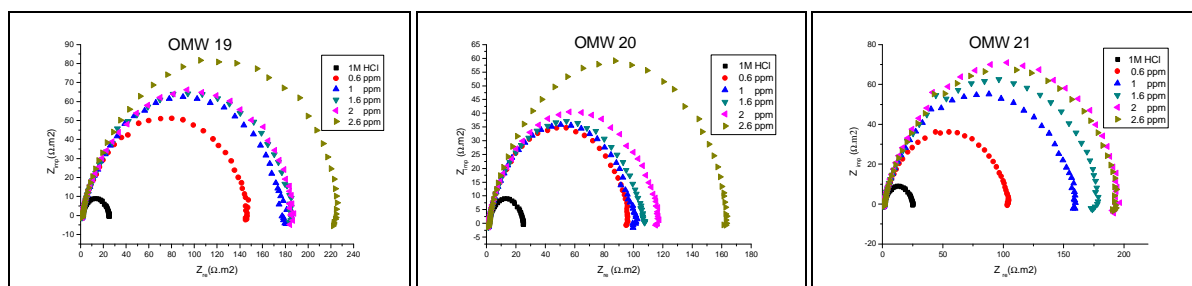 OMW 19
1M HCl
0.6 ppm
1 ppm
1.6 ppm
2 ppm
2.6 ppm
90
80
70
60
50
40
30
20
10
0
-10
Zimp(Ω.m2)
0 20 40 60 80 100 120 140 160 180 200 220 240
Zre(Ω.m2)
OMW 20
1M HCl
0.6 ppm
1 ppm
1.6 ppm
2 ppm
2.6 ppm
65
60
55
50
45
40
35
30
25
20
15
10
5
0
-5
Zimp(Ω.m2)
0 20 40 60 80 100 120 140 160 180
Zre(Ω.m2)
OMW 21
1M HCl
0.6 ppm
1 ppm
1.6 ppm
2 ppm
2.6 ppm
80
60
40
20
0
-20
Z imp (Ω.m2)
0 50 100 150 200
Zre(Ω.m2)